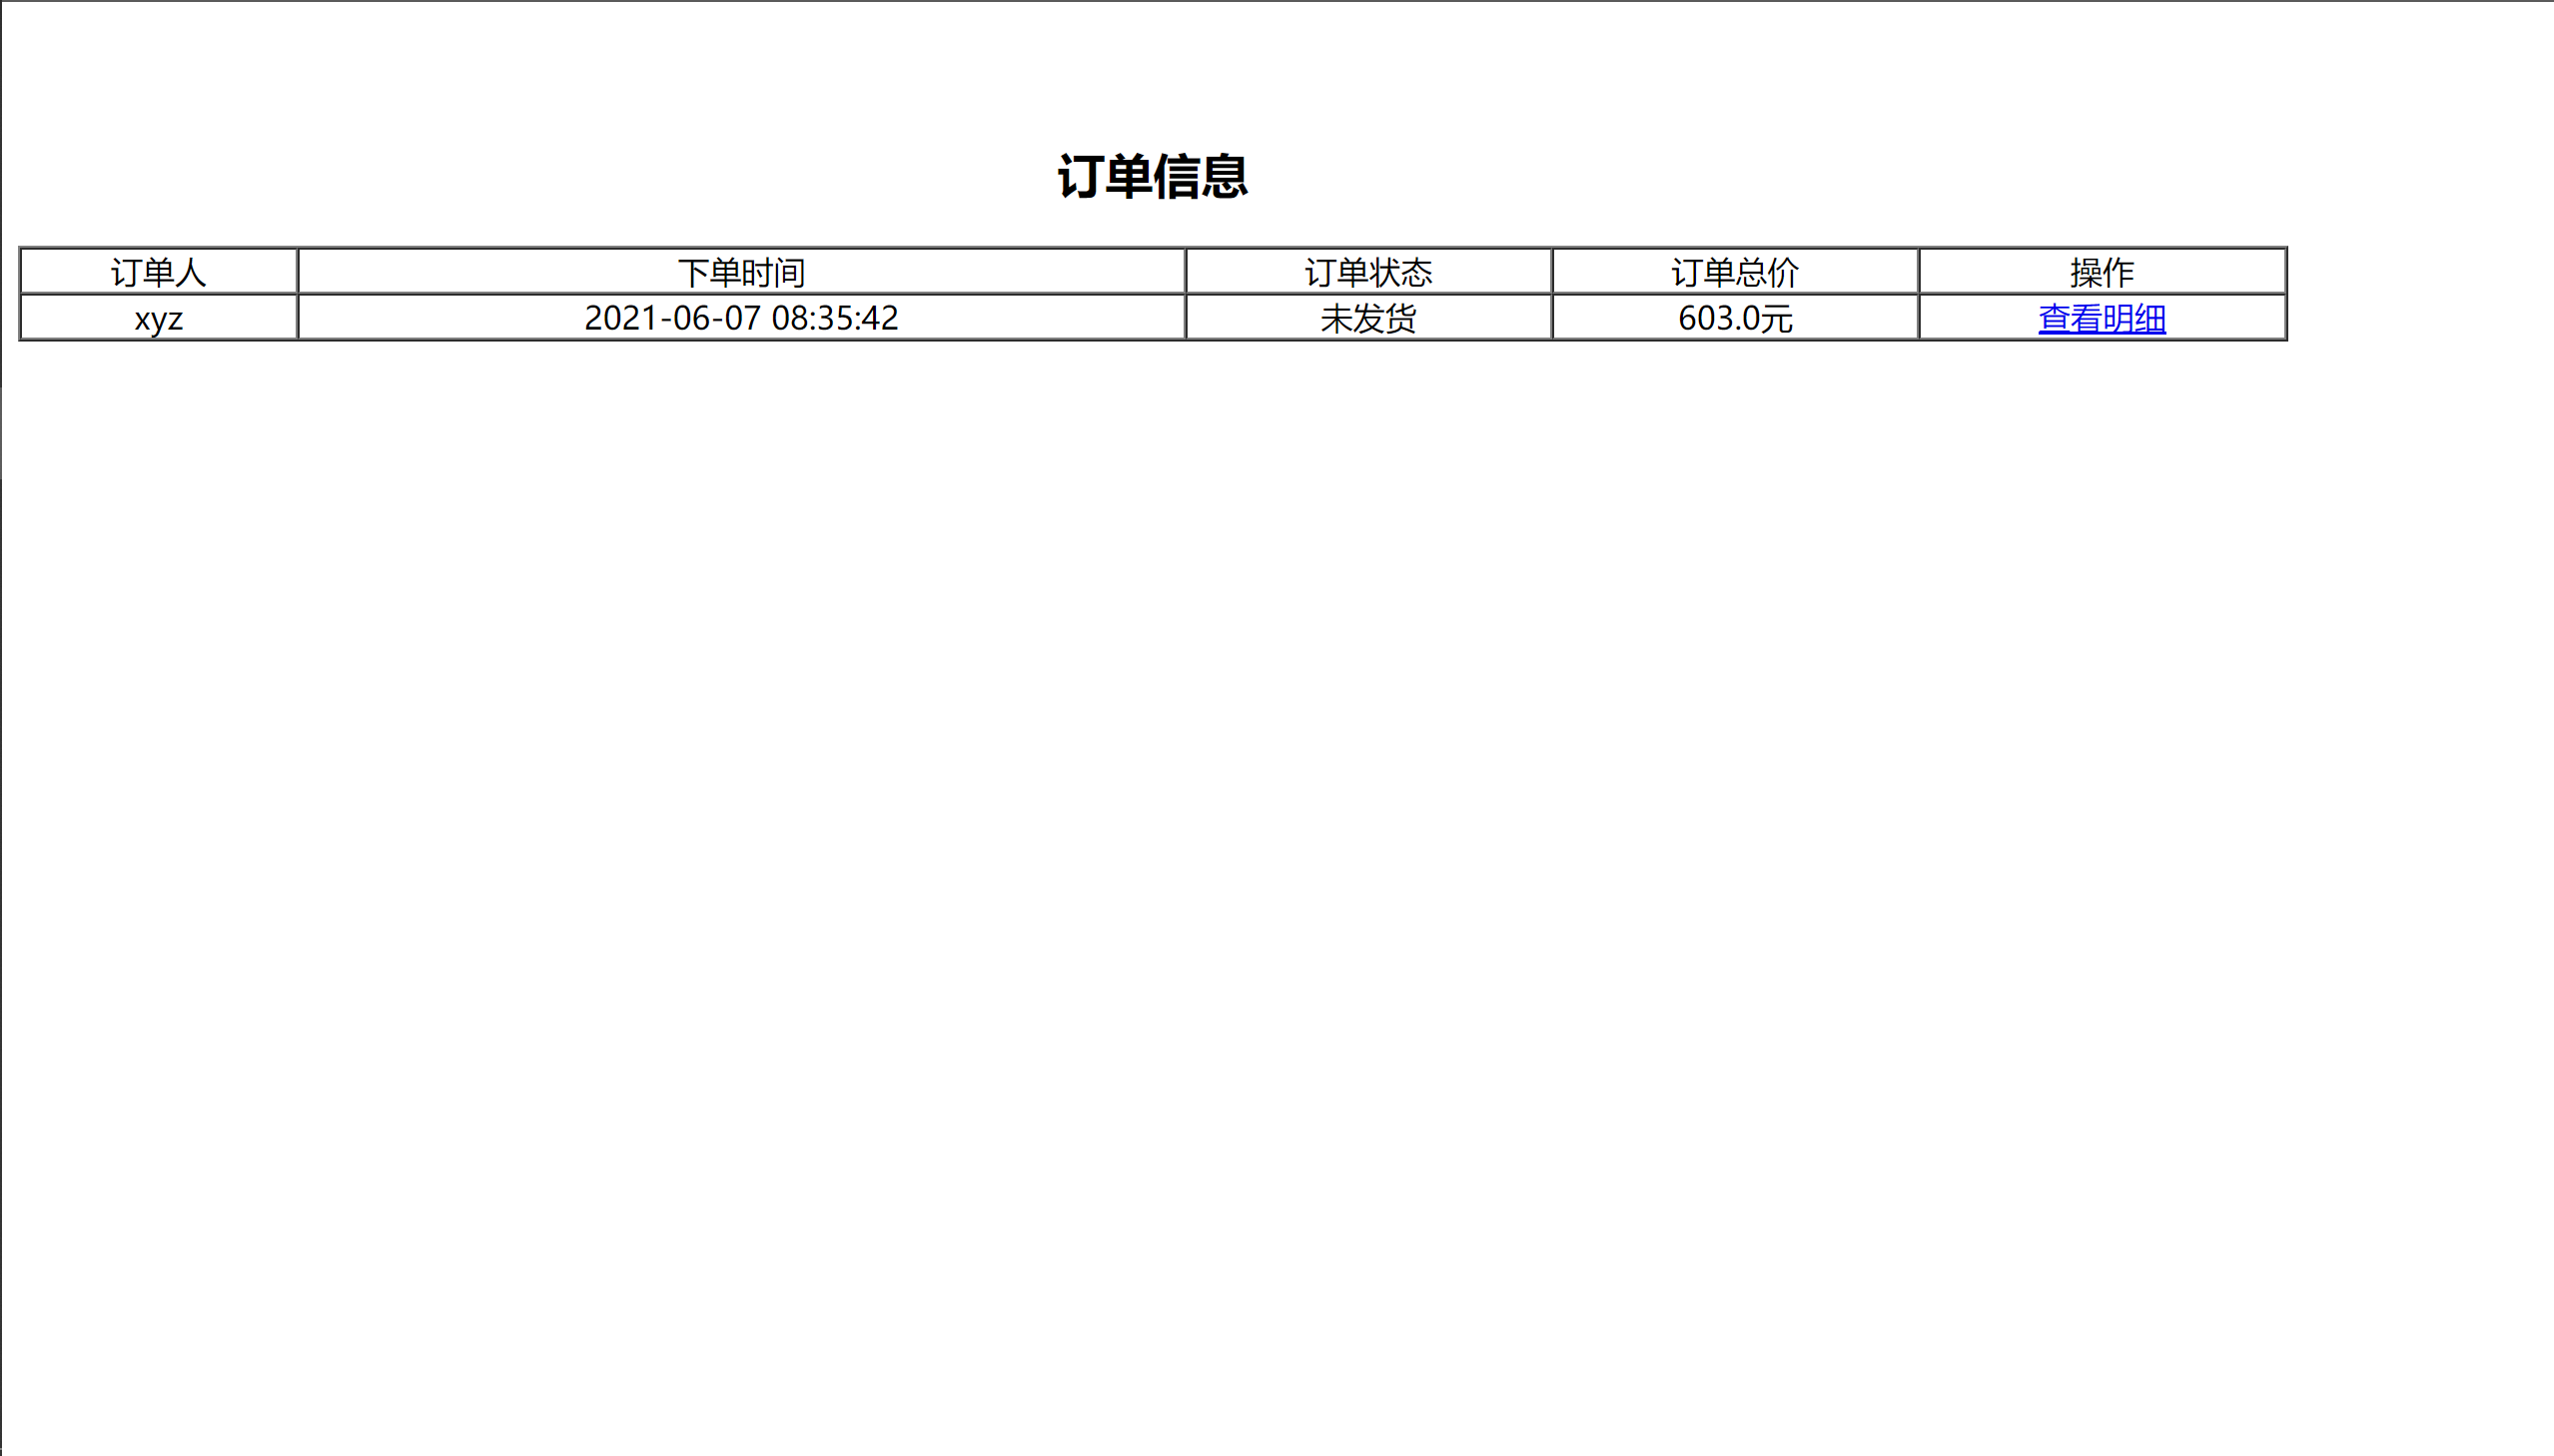 订单信息
订单人 下单时间 订单状态 订单总价 操作
xyz 2021-06-07 08:35:42 未发货 603.0元 查看明细